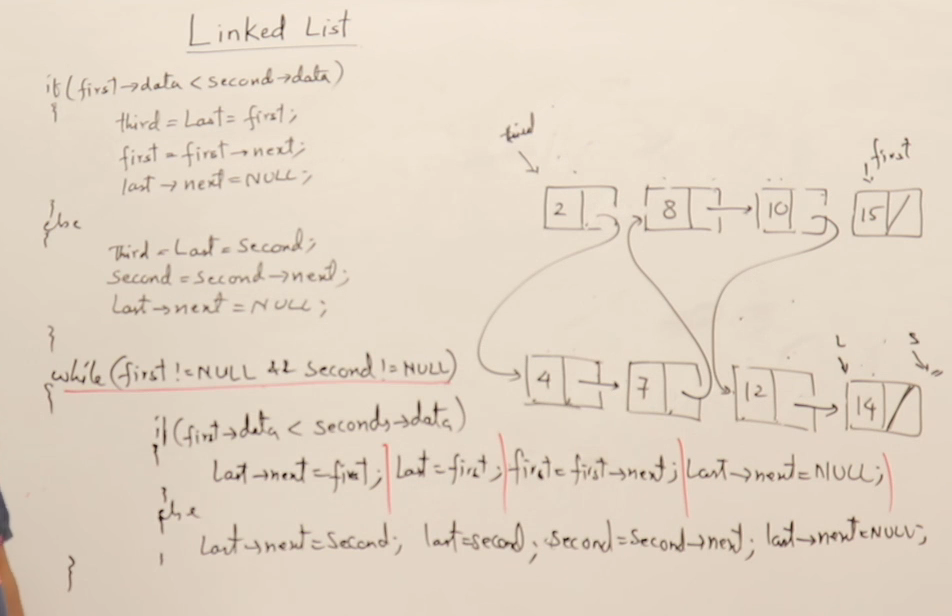 Linked List
if(first→data < second→data)
{
third = Last = first;
first = first→next;
last→next=NULL;
}
else
{
third = Last = Second;
Second = Second→next;
Last→next = NULL;
}
while(first != NULL && Second != NULL)
{
if(first→data < second→data)
{
Last→next=first; Last=first; first=first→next; Last→next=NULL;
}
else
{
Last→next=Second; last=second; second=Second→next; last→next=NULL;
}
third
first
2 8 10 15
L S
4 7 12 14